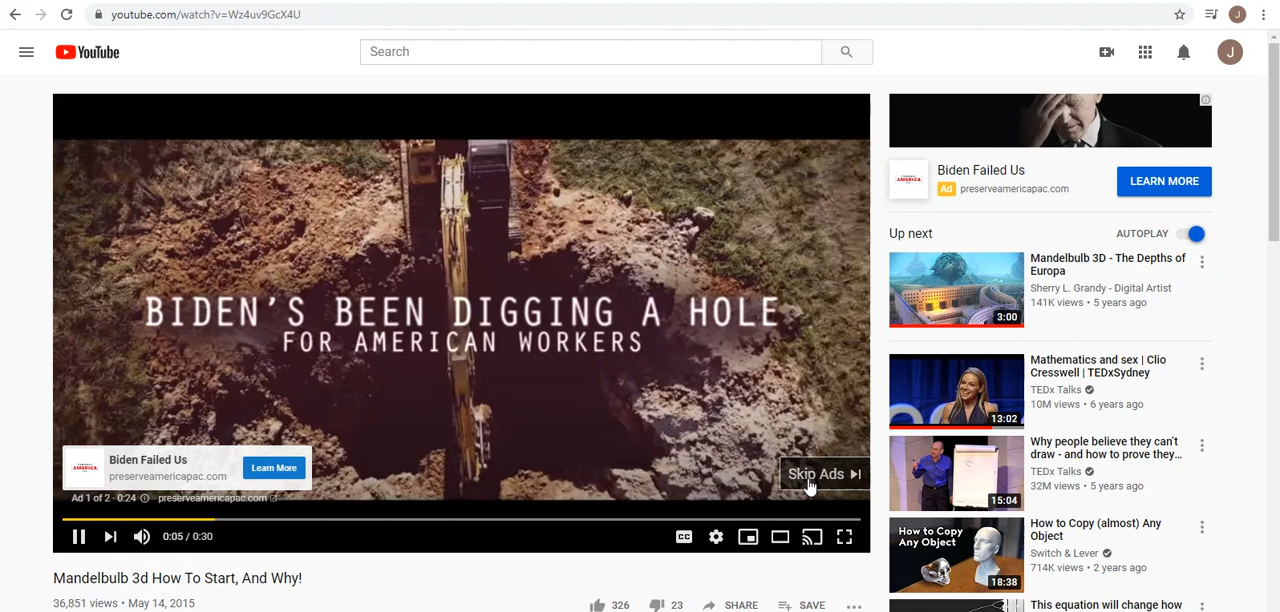 youtube.com/watch?v=Wz4uv9GcX4U
J
YouTube
Search
J
BIDEN'S BEEN DIGGING A HOLE
FOR AMERICAN WORKERS
AMERICA
Biden Failed Us
preserveamericapac.com
Learn More
Skip Ads
Ad 1 of 2 · 0:24 preserveamericapac.com
0:05 / 0:30
CC
Mandelbulb 3d How To Start, And Why!
36,851 views • May 14, 2015
326
23
SHARE
SAVE
AMERICA
Biden Failed Us
Ad preserveamericapac.com
LEARN MORE
Up next
AUTOPLAY
3:00
Mandelbulb 3D - The Depths of
Europa
Sherry L. Grandy - Digital Artist
141K views • 5 years ago
13:02
Mathematics and sex | Clio
Cresswell | TEDxSydney
TEDx Talks
10M views • 6 years ago
15:04
Why people believe they can't
draw - and how to prove they...
TEDx Talks
32M views • 5 years ago
How to Copy
Any Object
18:38
How to Copy (almost) Any
Object
Switch & Lever
714K views • 2 years ago
This equation will change how